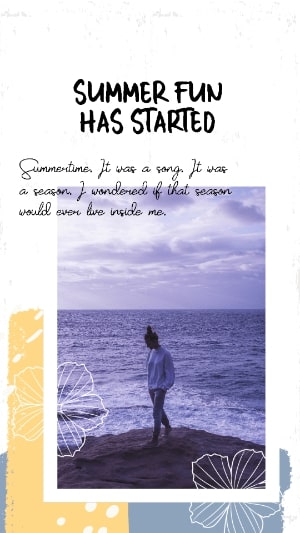 SUMMER FUN
HAS STARTED
Summertime. It was a song. It was
a season. I wondered if that season
would ever live inside me.